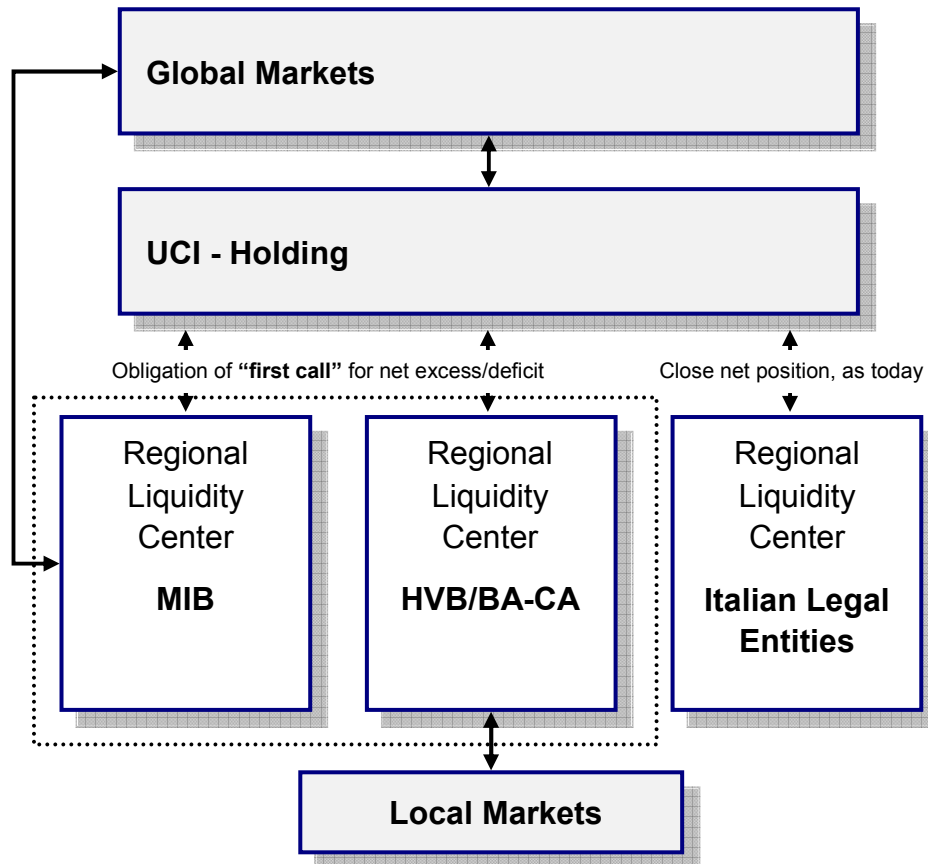 Global Markets
UCI - Holding
Obligation of “first call” for net excess/deficit
Close net position, as today
Regional
Liquidity
Center
MIB
Regional
Liquidity
Center
HVB/BA-CA
Regional
Liquidity
Center
Italian Legal
Entities
Local Markets